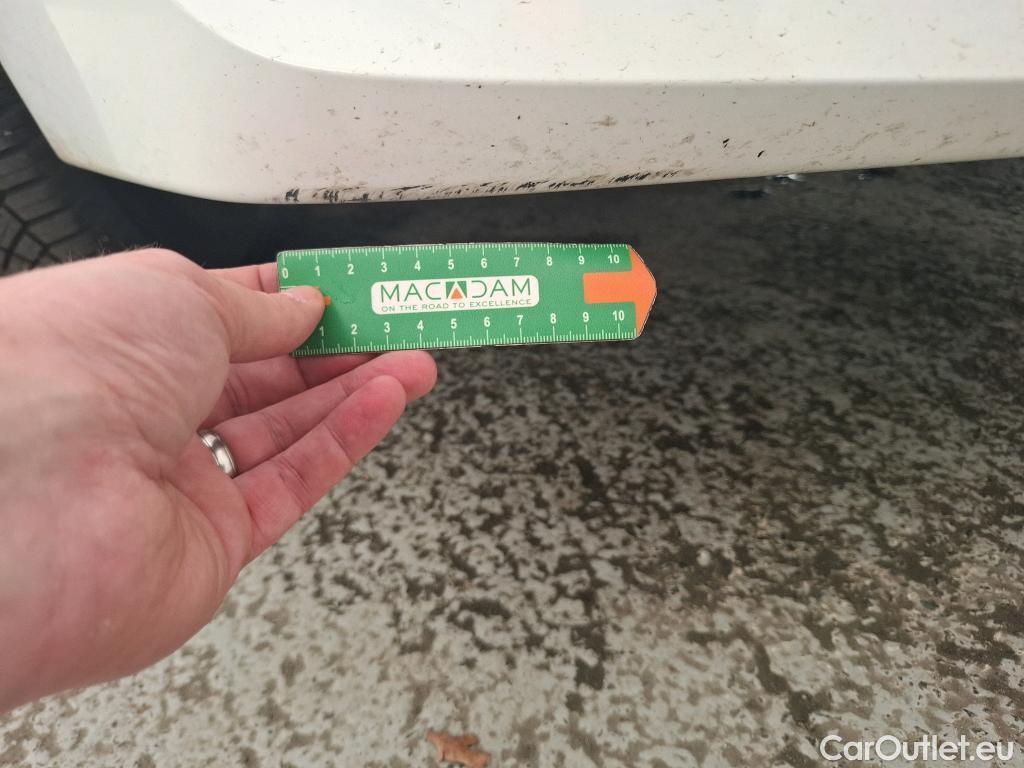 0 1 2 3 4 5 6 7 8 9 10
MACADAM
ON THE ROAD TO EXCELLENCE
1 2 3 4 5 6 7 8 9 10
CarOutlet.eu